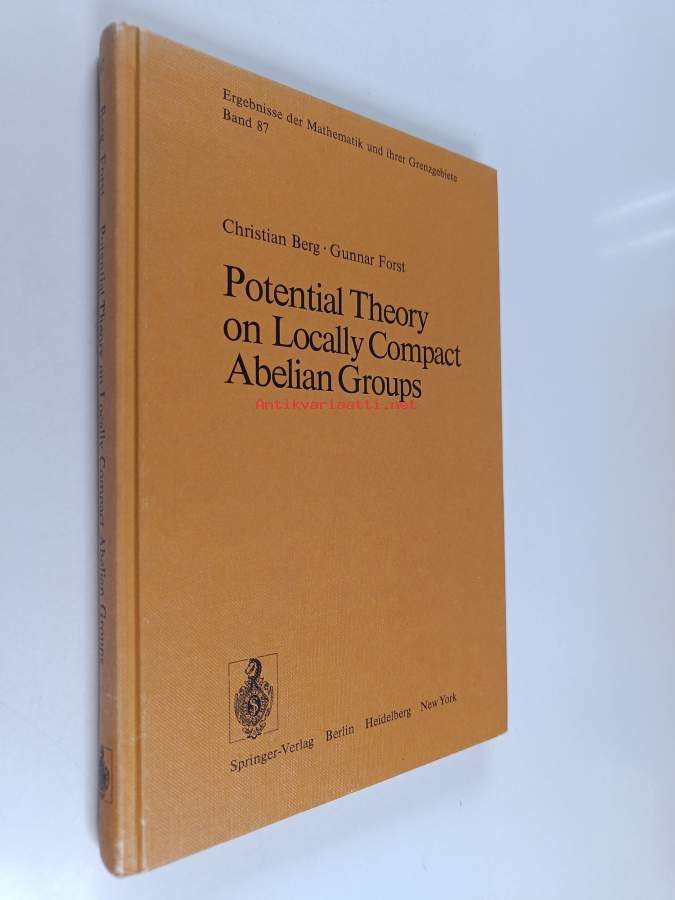 Ergebnisse der Mathematik und ihrer Grenzgebiete
Band 87
Christian Berg · Gunnar Forst
Potential Theory
on Locally Compact
Abelian Groups
Antikvariaatti.net
Springer-Verlag Berlin Heidelberg New York
Berg · Forst Potential Theory on Locally Compact Abelian Groups